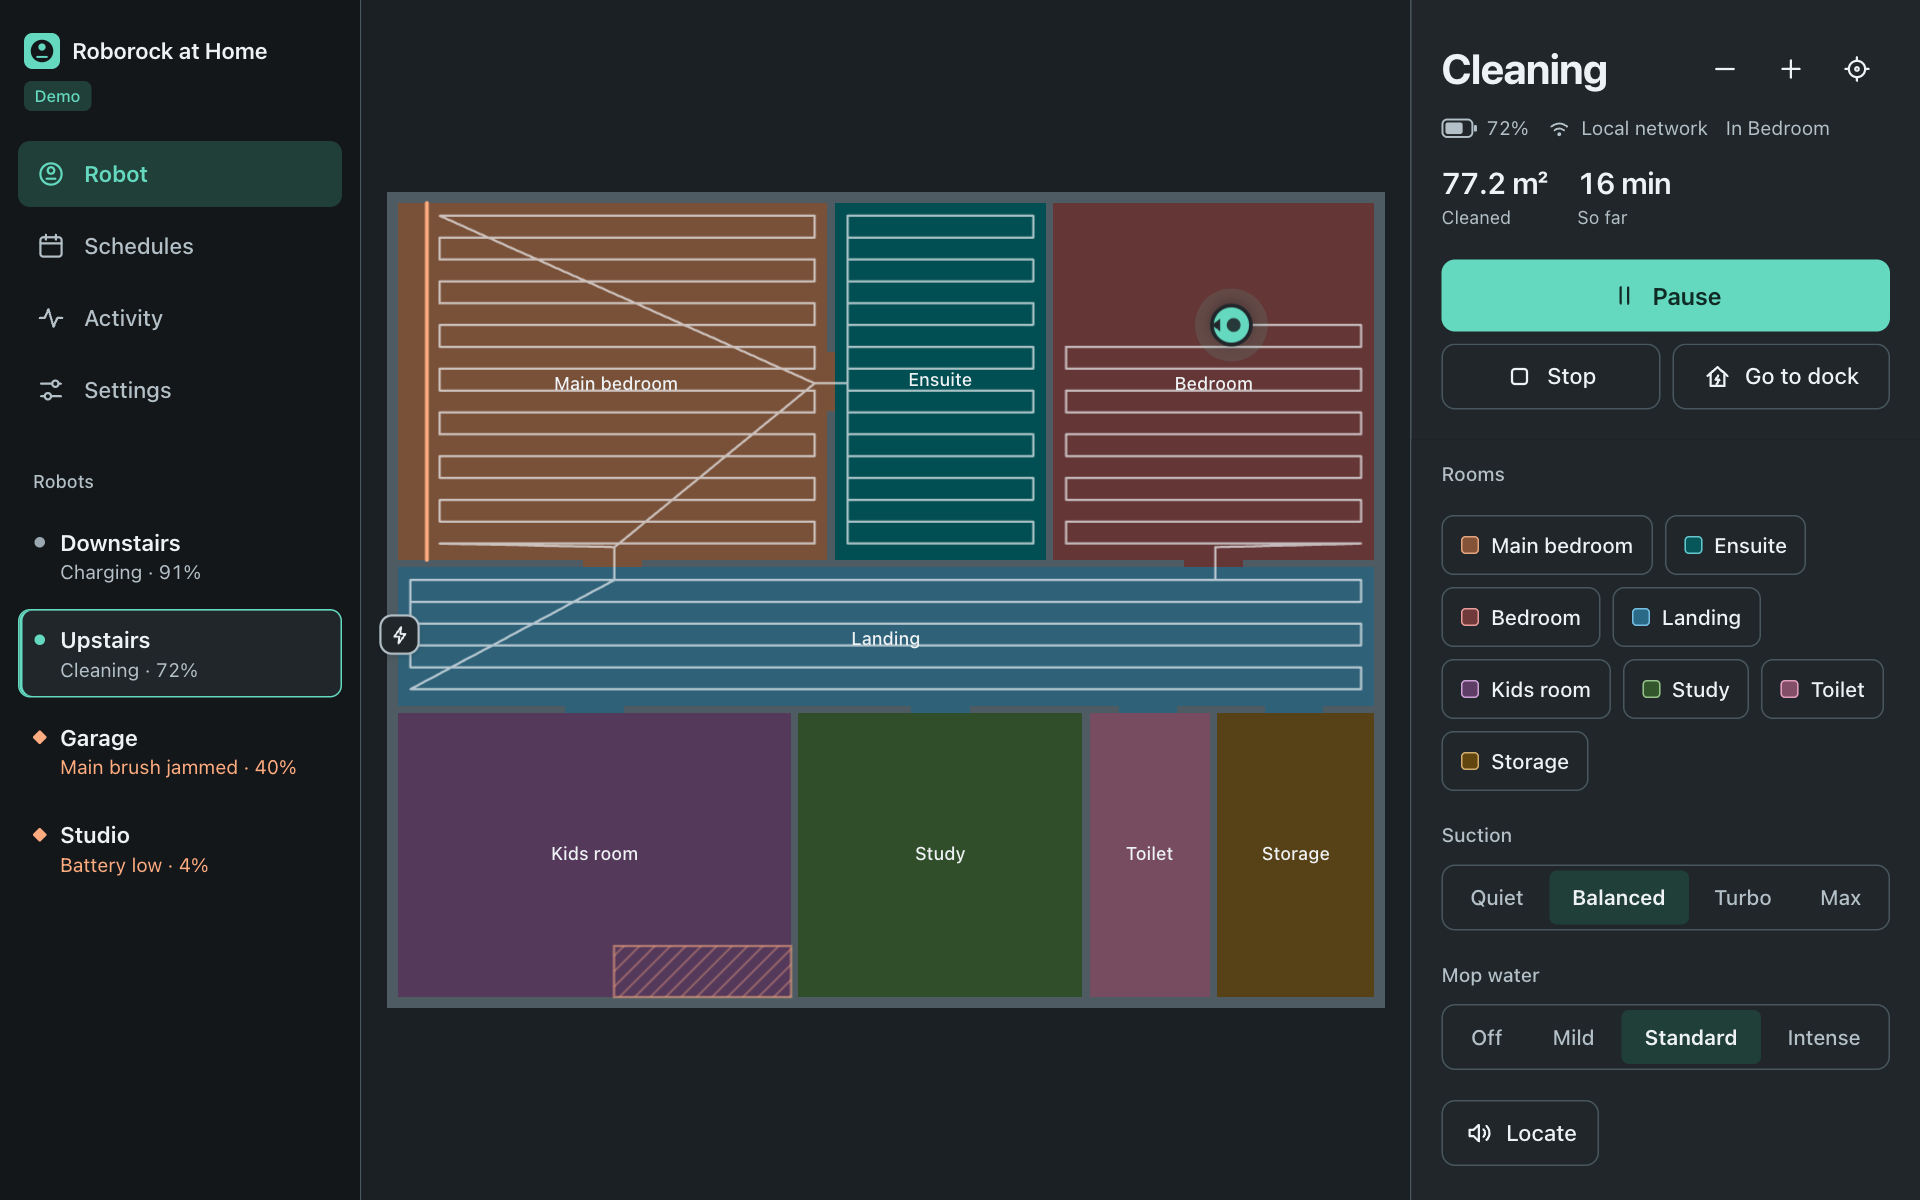 Roborock at Home
Demo
Robot
Schedules
Activity
Settings
Robots
Downstairs
Charging · 91%
Upstairs
Cleaning · 72%
Garage
Main brush jammed · 40%
Studio
Battery low · 4%
Main bedroom
Ensuite
Bedroom
Landing
Kids room
Study
Toilet
Storage
Cleaning
72% Local network In Bedroom
77.2 m² 16 min
Cleaned So far
Pause
Stop Go to dock
Rooms
Main bedroom Ensuite
Bedroom Landing
Kids room Study Toilet
Storage
Suction
Quiet Balanced Turbo Max
Mop water
Off Mild Standard Intense
Locate